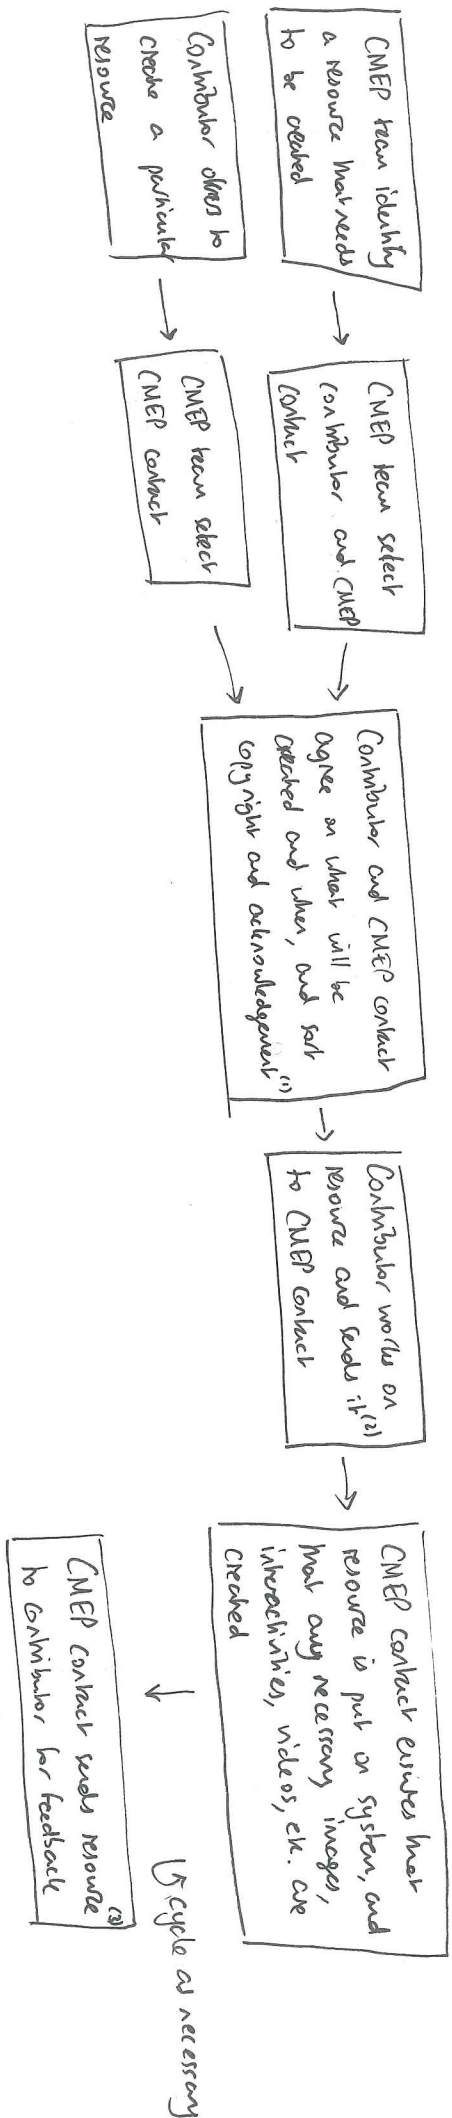 CMEP team identify
a resource that needs
to be created
CMEP team select
contributor and CMEP
contact
Contributor offers to
create a particular
resource
CMEP team select
CMEP contact
Contributor and CMEP contact
agree on what will be
created and when, and sort
copyright and acknowledgement (1)
Contributor works on
resource and sends it (2)
to CMEP contact
CMEP contact ensures that
resource is put on system, and
that any necessary images,
interactivities, videos, etc. are
created
CMEP contact sends resource (3)
to contributor for feedback
cycle as necessary